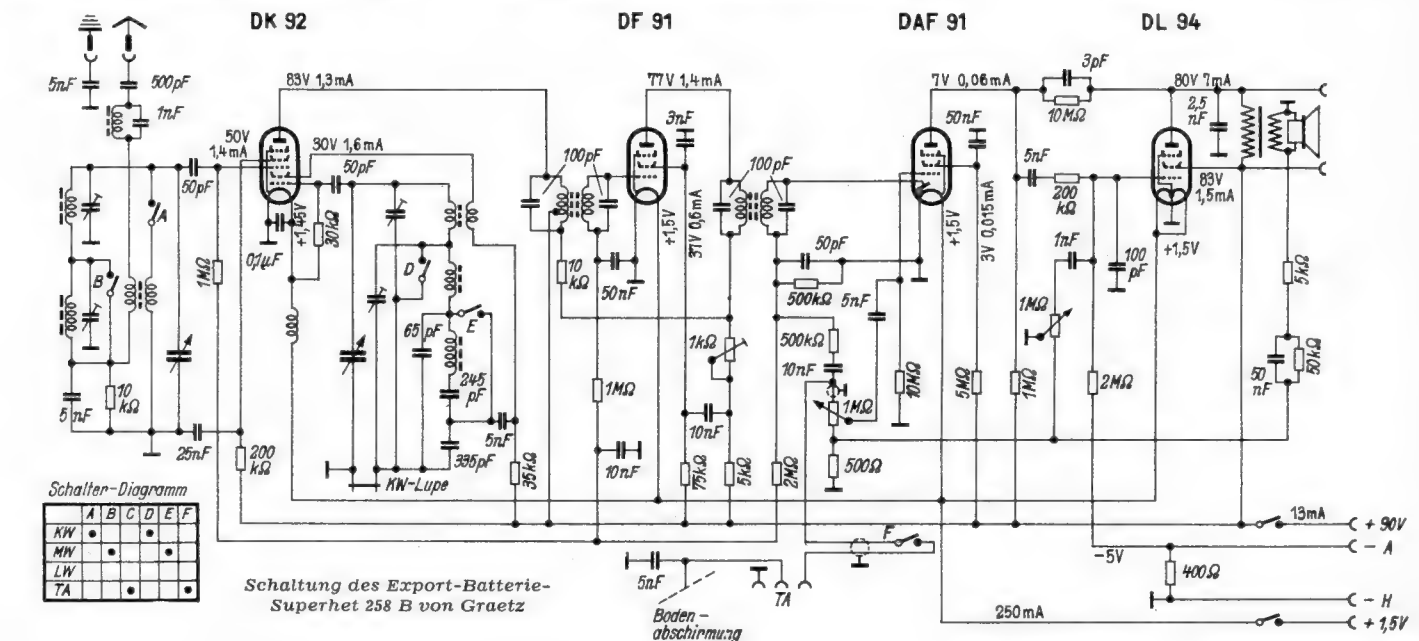 DK 92
DF 91
DAF 91
DL 94
5nF
500pF
1nF
83V 1,3mA
77V 1,4mA
7V 0,06mA
3pF
80V 7mA
10MΩ
2,5
nF
50V
1,4mA
30V 1,6mA
50pF
50pF
3nF
50nF
100pF
100pF
5nF
200
kΩ
83V
1,5mA
A
0,1μF
+1,45V
30kΩ
1MΩ
B
D
E
65 pF
245
pF
335pF
5nF
35kΩ
KW-Lupe
10
kΩ
50nF
+1,5V
37V 0,6mA
50pF
500kΩ
5nF
+1,5V
3V 0,015mA
1nF
100
pF
+1,5V
5kΩ
1MΩ
50
nF
50kΩ
5nF
10
kΩ
25nF
200
kΩ
1MΩ
10nF
1kΩ
10nF
75kΩ
5kΩ
500kΩ
10nF
1MΩ
500Ω
2MΩ
10MΩ
5MΩ
1MΩ
2MΩ
Schalter-Diagramm
A B C D E F
KW
MW
LW
TA
Schaltung des Export-Batterie-
Superhet 258 B von Graetz
5nF
Boden-
abschirmung
TA
F
13mA
+ 90V
- A
-5V
400Ω
- H
250mA
+ 1,5V